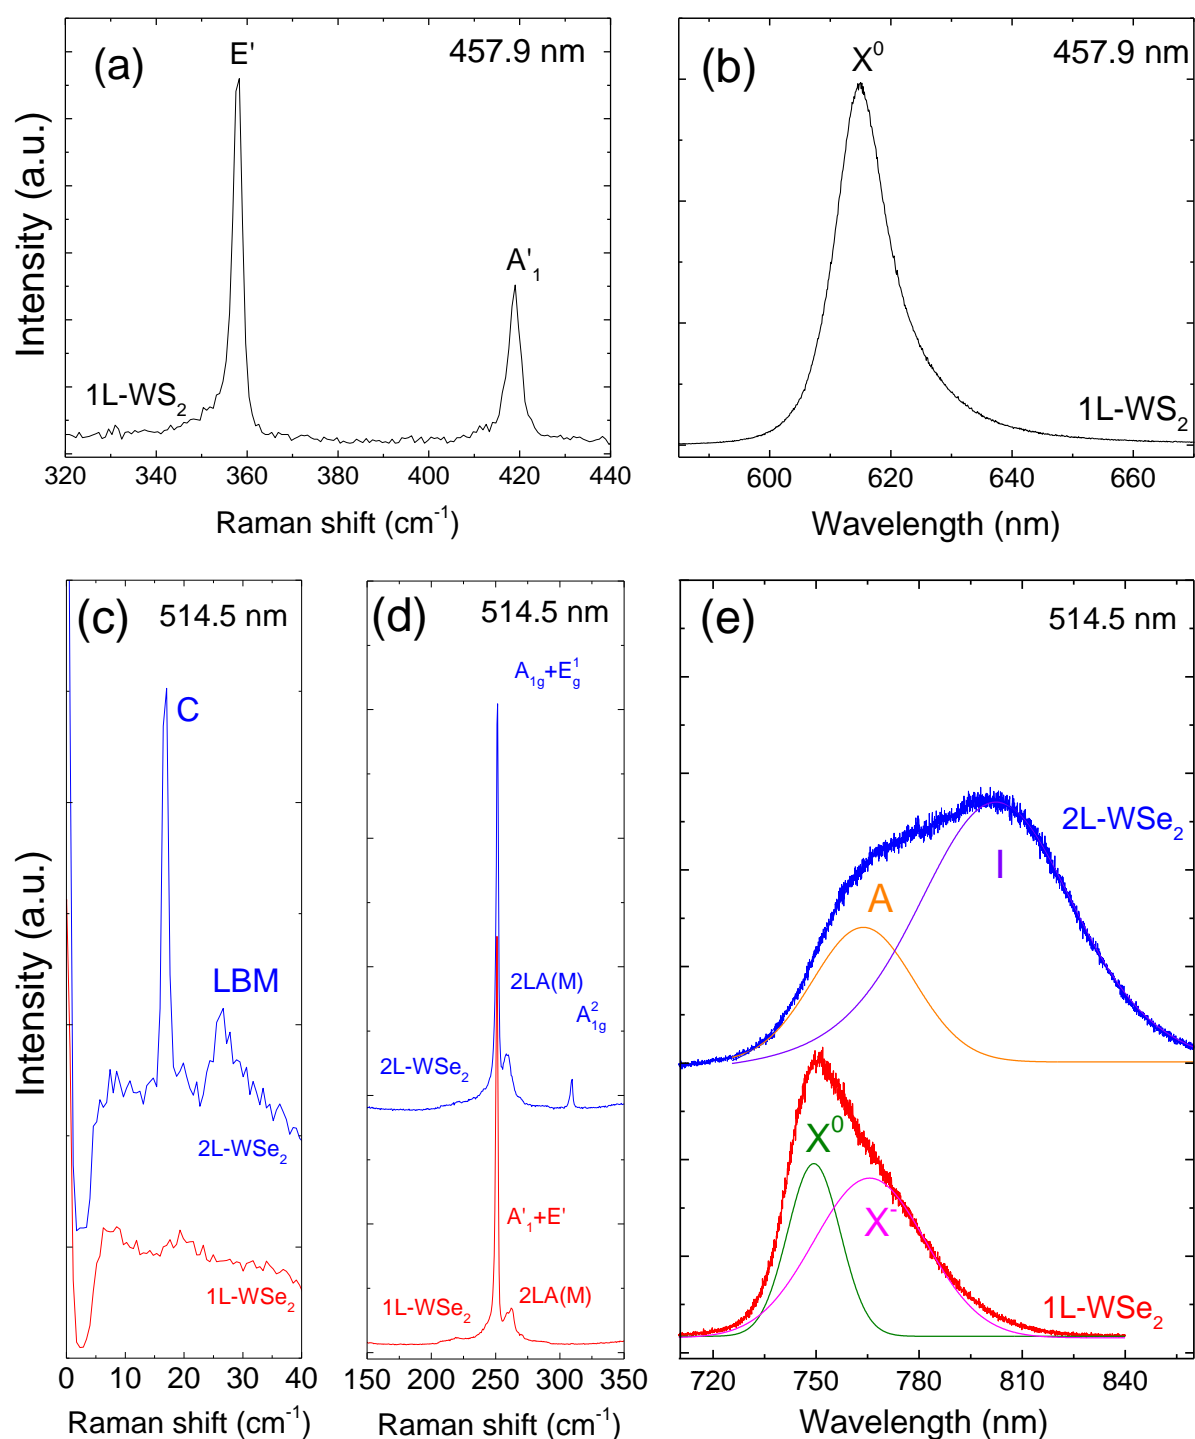 (a)
E'
457.9 nm
A'₁
1L-WS₂
Intensity (a.u.)
320 340 360 380 400 420 440
Raman shift (cm⁻¹)
(b)
X⁰
457.9 nm
1L-WS₂
600 620 640 660
Wavelength (nm)
(c)
514.5 nm
C
LBM
2L-WSe₂
1L-WSe₂
Intensity (a.u.)
0 10 20 30 40
Raman shift (cm⁻¹)
(d)
514.5 nm
A₁g+E¹g
2LA(M)
A²₁g
2L-WSe₂
A'₁+E'
1L-WSe₂
2LA(M)
150 200 250 300 350
Raman shift (cm⁻¹)
(e)
514.5 nm
2L-WSe₂
I
A
X⁰
X⁻
1L-WSe₂
720 750 780 810 840
Wavelength (nm)